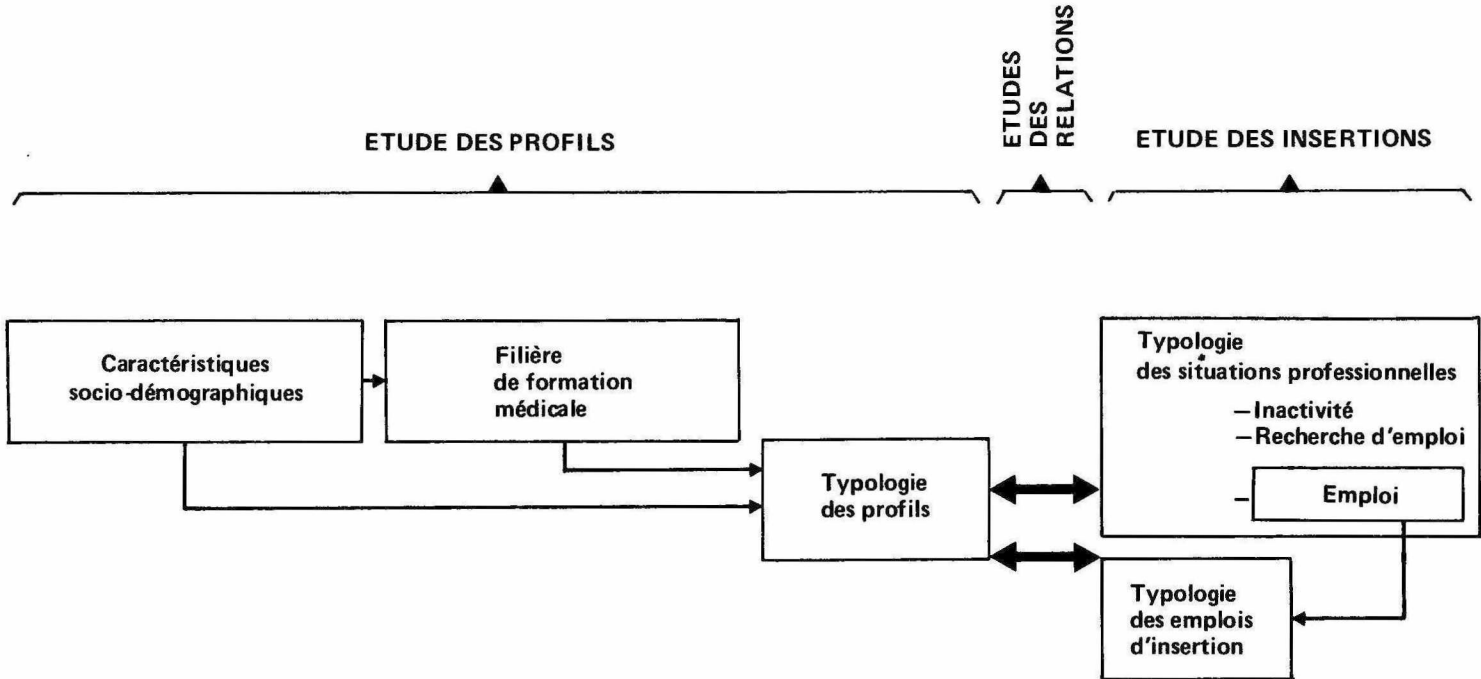 ETUDE DES PROFILS
ETUDES
DES
RELATIONS
ETUDE DES INSERTIONS
Caractéristiques
socio-démographiques
Filière
de formation
médicale
Typologie
des profils
Typologie
des situations professionnelles
– Inactivité
– Recherche d'emploi
– Emploi
Typologie
des emplois
d'insertion